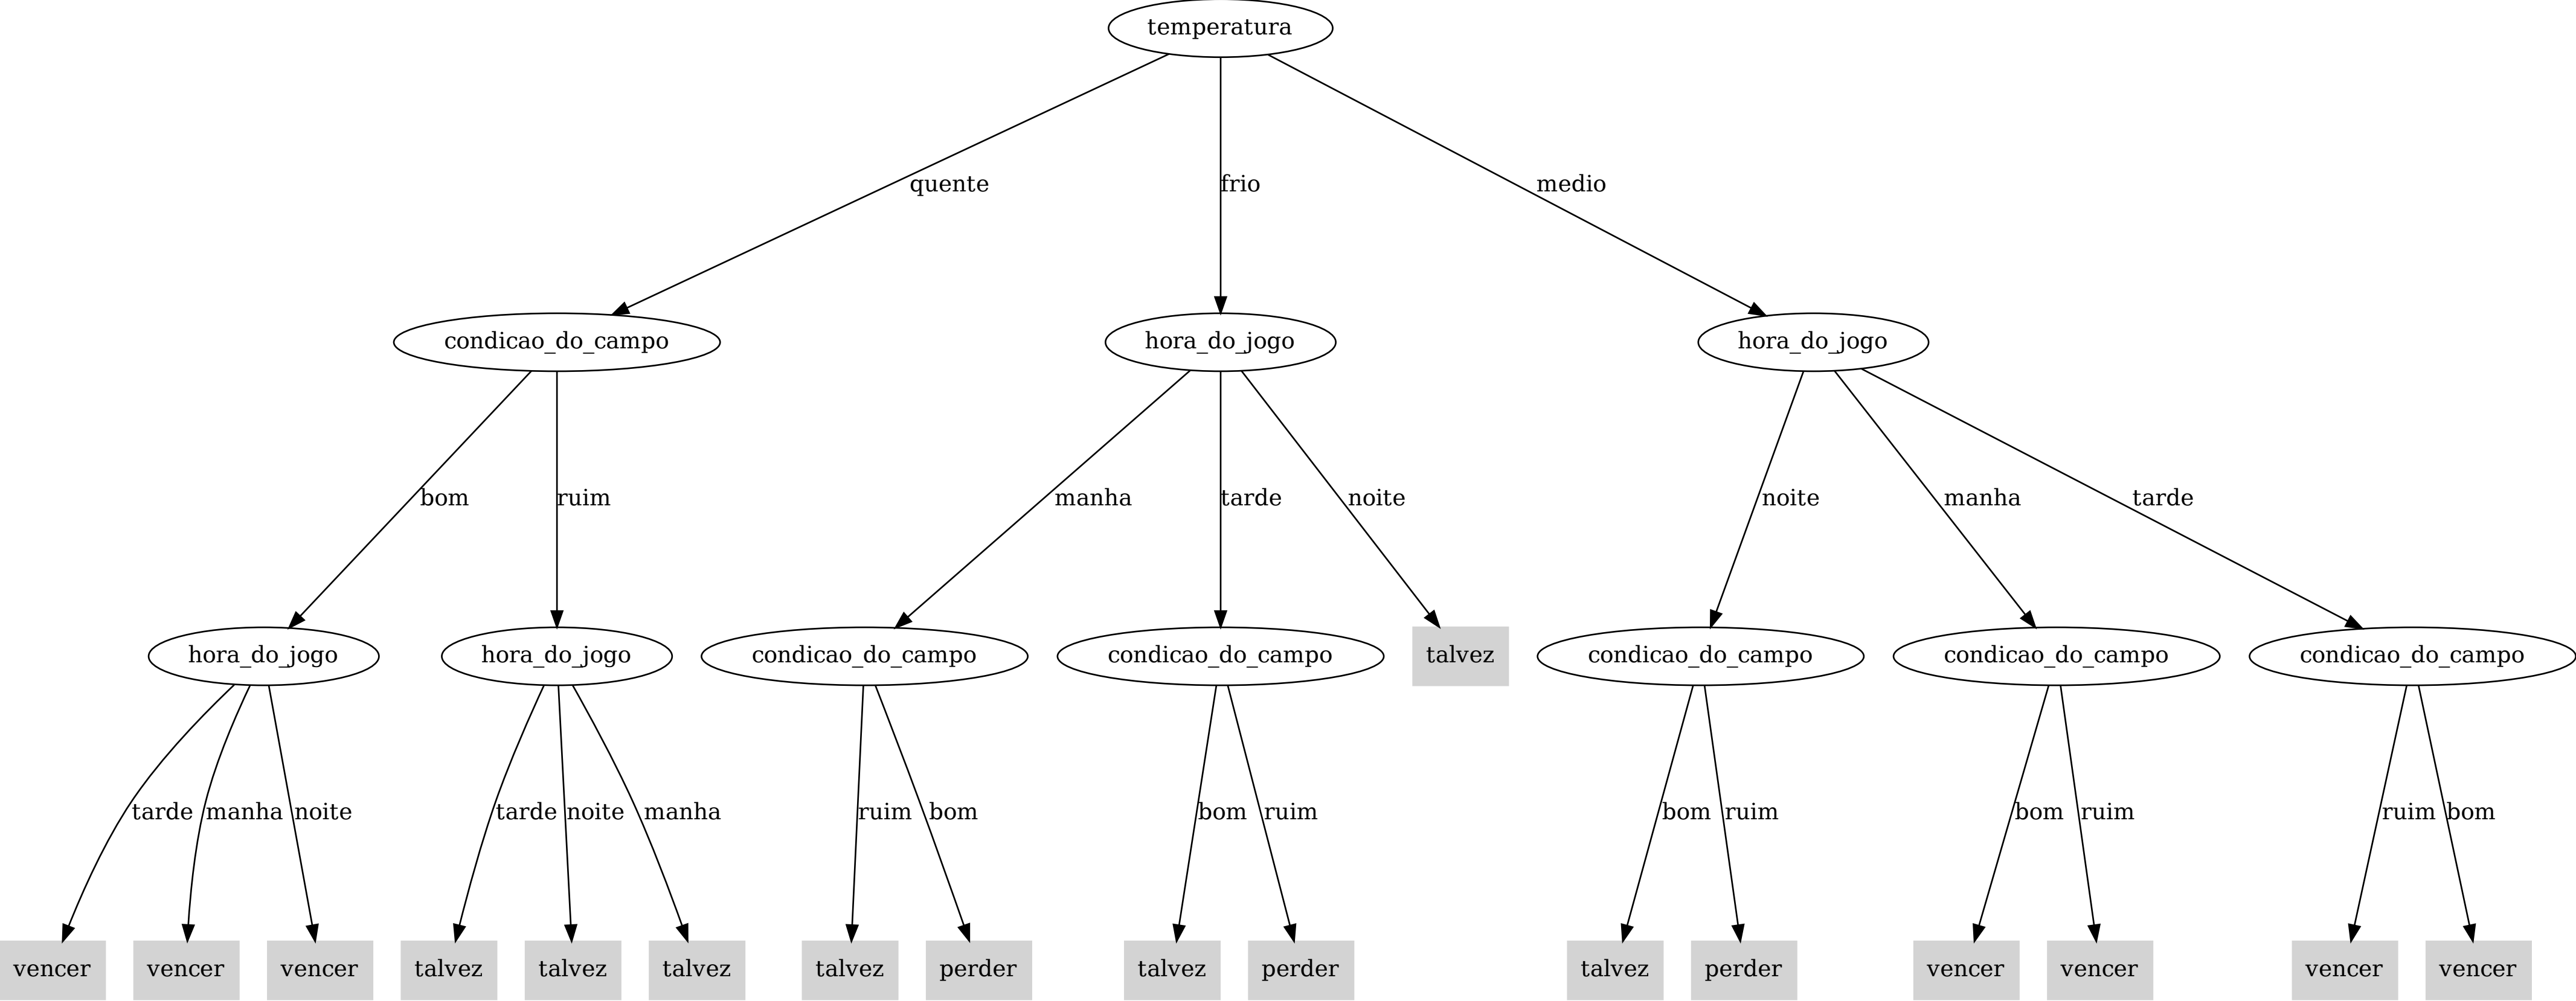 temperatura
quente
frio
medio
condicao_do_campo
hora_do_jogo
hora_do_jogo
bom
ruim
manha
tarde
noite
noite
manha
tarde
hora_do_jogo
hora_do_jogo
condicao_do_campo
condicao_do_campo
talvez
condicao_do_campo
condicao_do_campo
condicao_do_campo
tarde
manha
noite
tarde
noite
manha
ruim
bom
bom
ruim
bom
ruim
bom
ruim
ruim
bom
vencer
vencer
vencer
talvez
talvez
talvez
talvez
perder
talvez
perder
talvez
perder
vencer
vencer
vencer
vencer